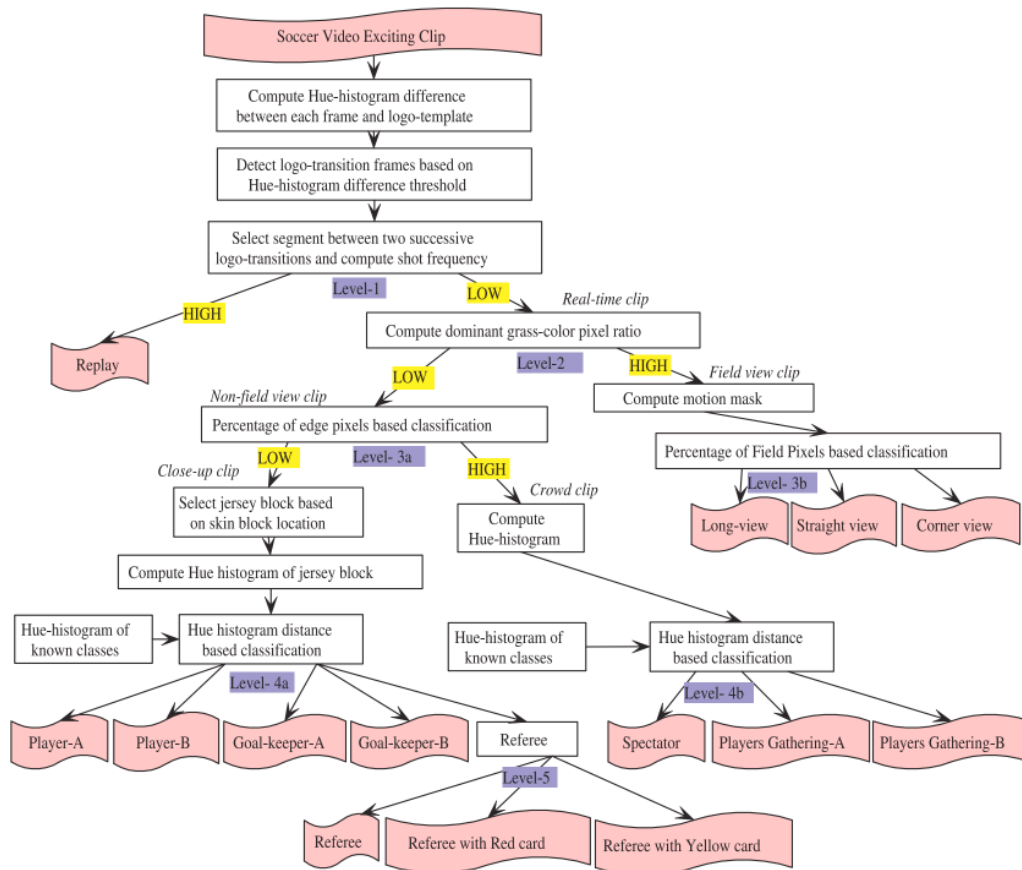 Soccer Video Exciting Clip
Compute Hue-histogram difference
between each frame and logo-template
Detect logo-transition frames based on
Hue-histogram difference threshold
Select segment between two successive
logo-transitions and compute shot frequency
Level-1
HIGH
LOW
Real-time clip
Replay
Compute dominant grass-color pixel ratio
Level-2
LOW
HIGH
Field view clip
Compute motion mask
Non-field view clip
Percentage of edge pixels based classification
Percentage of Field Pixels based classification
LOW
Level- 3a
HIGH
Level- 3b
Close-up clip
Crowd clip
Select jersey block based
on skin block location
Compute
Hue-histogram
Long-view
Straight view
Corner view
Compute Hue histogram of jersey block
Hue-histogram of
known classes
Hue histogram distance
based classification
Hue-histogram of
known classes
Hue histogram distance
based classification
Level- 4a
Level- 4b
Player-A
Player-B
Goal-keeper-A
Goal-keeper-B
Referee
Spectator
Players Gathering-A
Players Gathering-B
Level-5
Referee
Referee with Red card
Referee with Yellow card